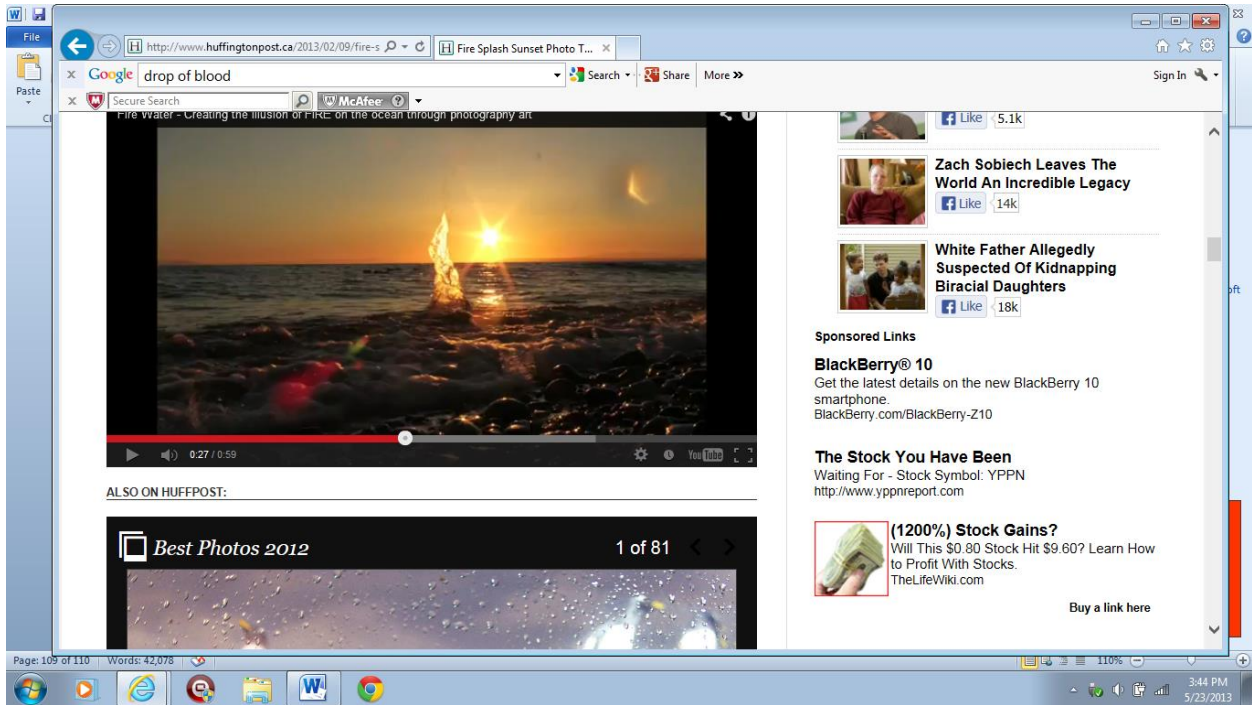 File
Paste
http://www.huffingtonpost.ca/2013/02/09/fire-s
Fire Splash Sunset Photo T...
x Google drop of blood Search Share More » Sign In
x Secure Search McAfee ?
Fire Water - Creating the illusion of FIRE on the ocean through photography art
0:27 / 0:59
YouTube
ALSO ON HUFFPOST:
Best Photos 2012 1 of 81
Like 5.1k
Zach Sobiech Leaves The
World An Incredible Legacy
Like 14k
White Father Allegedly
Suspected Of Kidnapping
Biracial Daughters
Like 18k
Sponsored Links
BlackBerry® 10
Get the latest details on the new BlackBerry 10
smartphone.
BlackBerry.com/BlackBerry-Z10
The Stock You Have Been
Waiting For - Stock Symbol: YPPN
http://www.yppnreport.com
(1200%) Stock Gains?
Will This $0.80 Stock Hit $9.60? Learn How
to Profit With Stocks.
TheLifeWiki.com
Buy a link here
Page: 109 of 110 Words: 42,078 110%
3:44 PM
5/23/2013